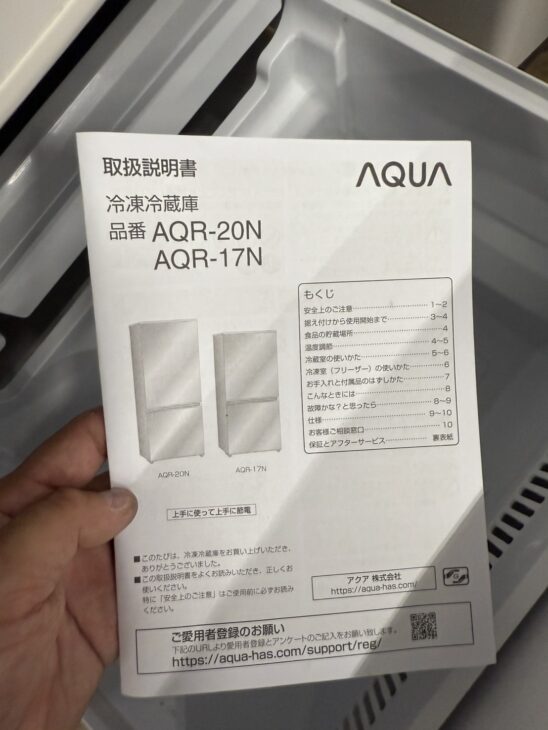 取扱説明書
AQUA
冷凍冷蔵庫
品番 AQR-20N
AQR-17N
もくじ
安全上のご注意 1~2
据え付けから使用開始まで 3~4
食品の貯蔵場所 4
温度調節 4~5
冷蔵室の使いかた 5~6
冷凍室(フリーザー)の使いかた 6
お手入れと付属品のはずしかた 7
こんなときには 8
故障かな?と思ったら 8~9
仕様 9~10
お客様ご相談窓口 10
保証とアフターサービス 裏表紙
AQR-20N
AQR-17N
上手に使って上手に節電
■このたびは、冷凍冷蔵庫をお買い上げいただき、
ありがとうございました。
■この取扱説明書をよくお読みいただき、正しくお
使いください。
特に「安全上のご注意」はご使用前に必ずお読み
ください。
アクア 株式会社
https://aqua-has.com/
ご愛用者登録のお願い
下記のURLより愛用者登録とアンケートのご記入をお願い致します。
https://aqua-has.com/support/reg/